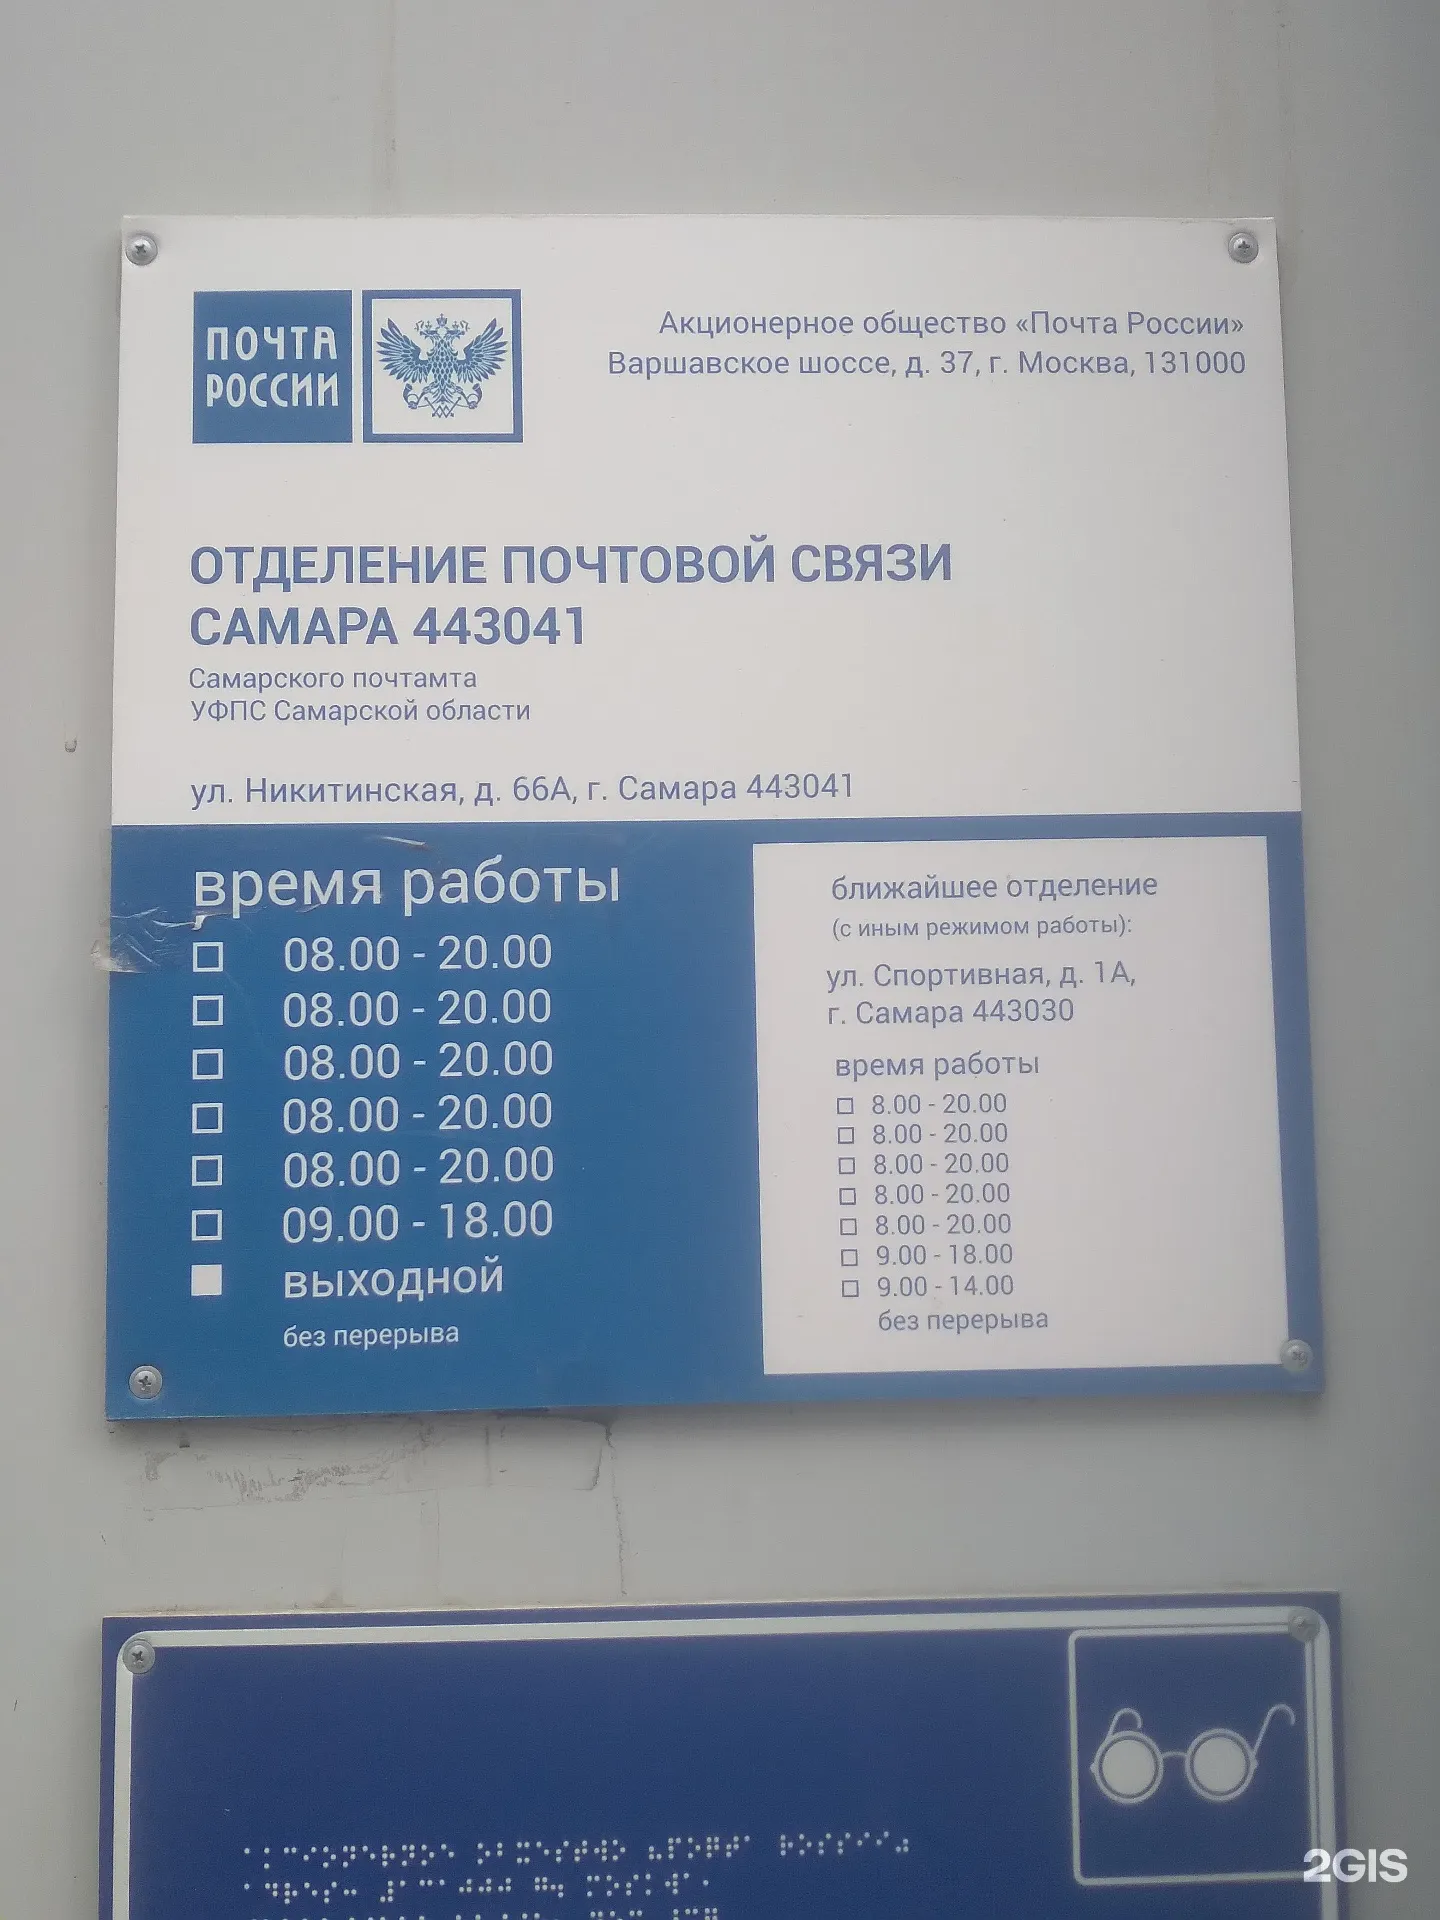 ПОЧТА
РОССИИ
Акционерное общество «Почта России»
Варшавское шоссе, д. 37, г. Москва, 131000
ОТДЕЛЕНИЕ ПОЧТОВОЙ СВЯЗИ
САМАРА 443041
Самарского почтамта
УФПС Самарской области
ул. Никитинская, д. 66А, г. Самара 443041
время работы
08.00 - 20.00
08.00 - 20.00
08.00 - 20.00
08.00 - 20.00
08.00 - 20.00
09.00 - 18.00
выходной
без перерыва
ближайшее отделение
(с иным режимом работы):
ул. Спортивная, д. 1А,
г. Самара 443030
время работы
8.00 - 20.00
8.00 - 20.00
8.00 - 20.00
8.00 - 20.00
8.00 - 20.00
9.00 - 18.00
9.00 - 14.00
без перерыва
2GIS